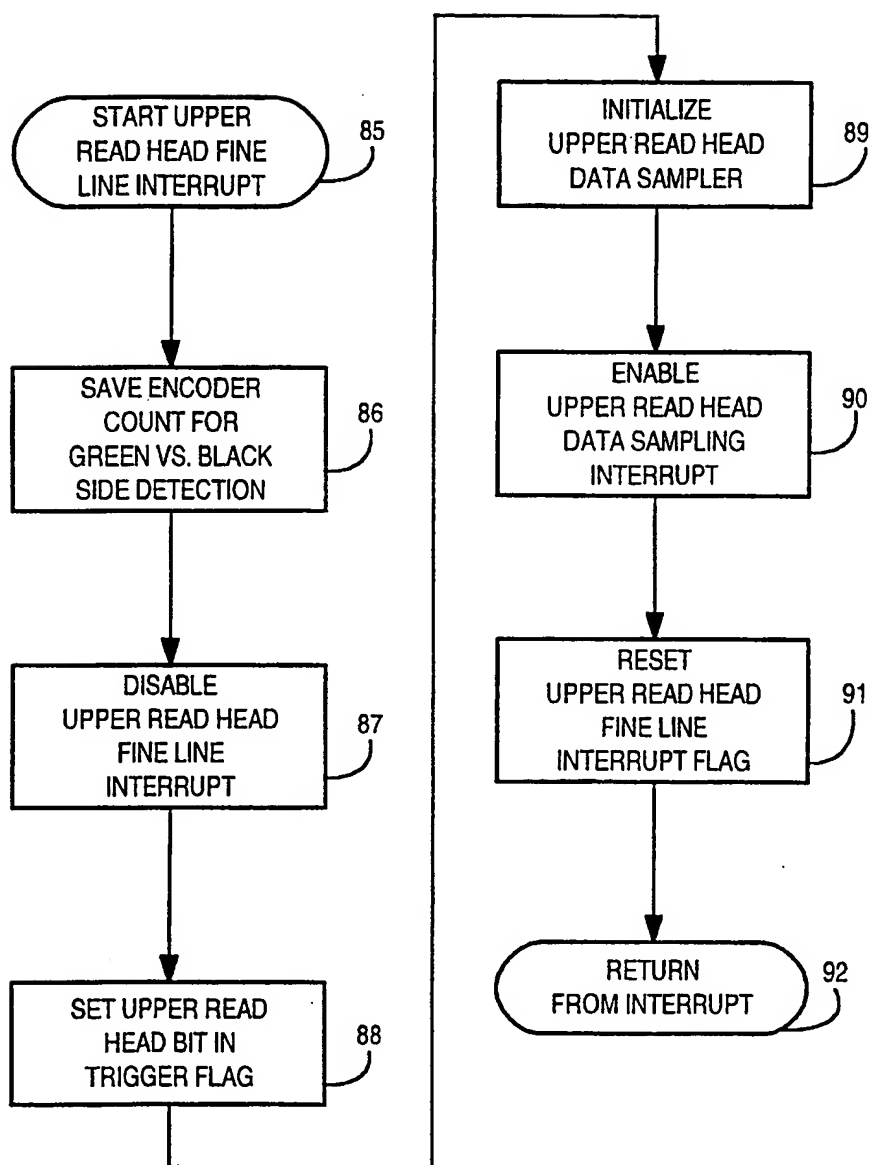 START UPPER
READ HEAD FINE
LINE INTERRUPT
85
SAVE ENCODER
COUNT FOR
GREEN VS. BLACK
SIDE DETECTION
86
DISABLE
UPPER READ HEAD
FINE LINE
INTERRUPT
87
SET UPPER READ
HEAD BIT IN
TRIGGER FLAG
88
INITIALIZE
UPPER READ HEAD
DATA SAMPLER
89
ENABLE
UPPER READ HEAD
DATA SAMPLING
INTERRUPT
90
RESET
UPPER READ HEAD
FINE LINE
INTERRUPT FLAG
91
RETURN
FROM INTERRUPT
92